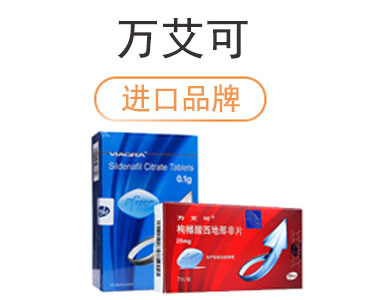 万艾可
进口品牌
VIAGRA
Sildenafil Citrate Tablets
0.1g
万艾可
枸橼酸西地那非片
25mg